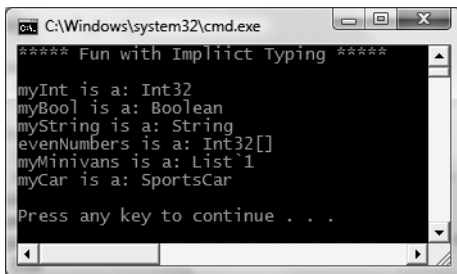 C:\Windows\system32\cmd.exe
***** Fun with Impliict Typing *****
myInt is a: Int32
myBool is a: Boolean
myString is a: String
evenNumbers is a: Int32[]
myMinivans is a: List`1
myCar is a: SportsCar
Press any key to continue . . .